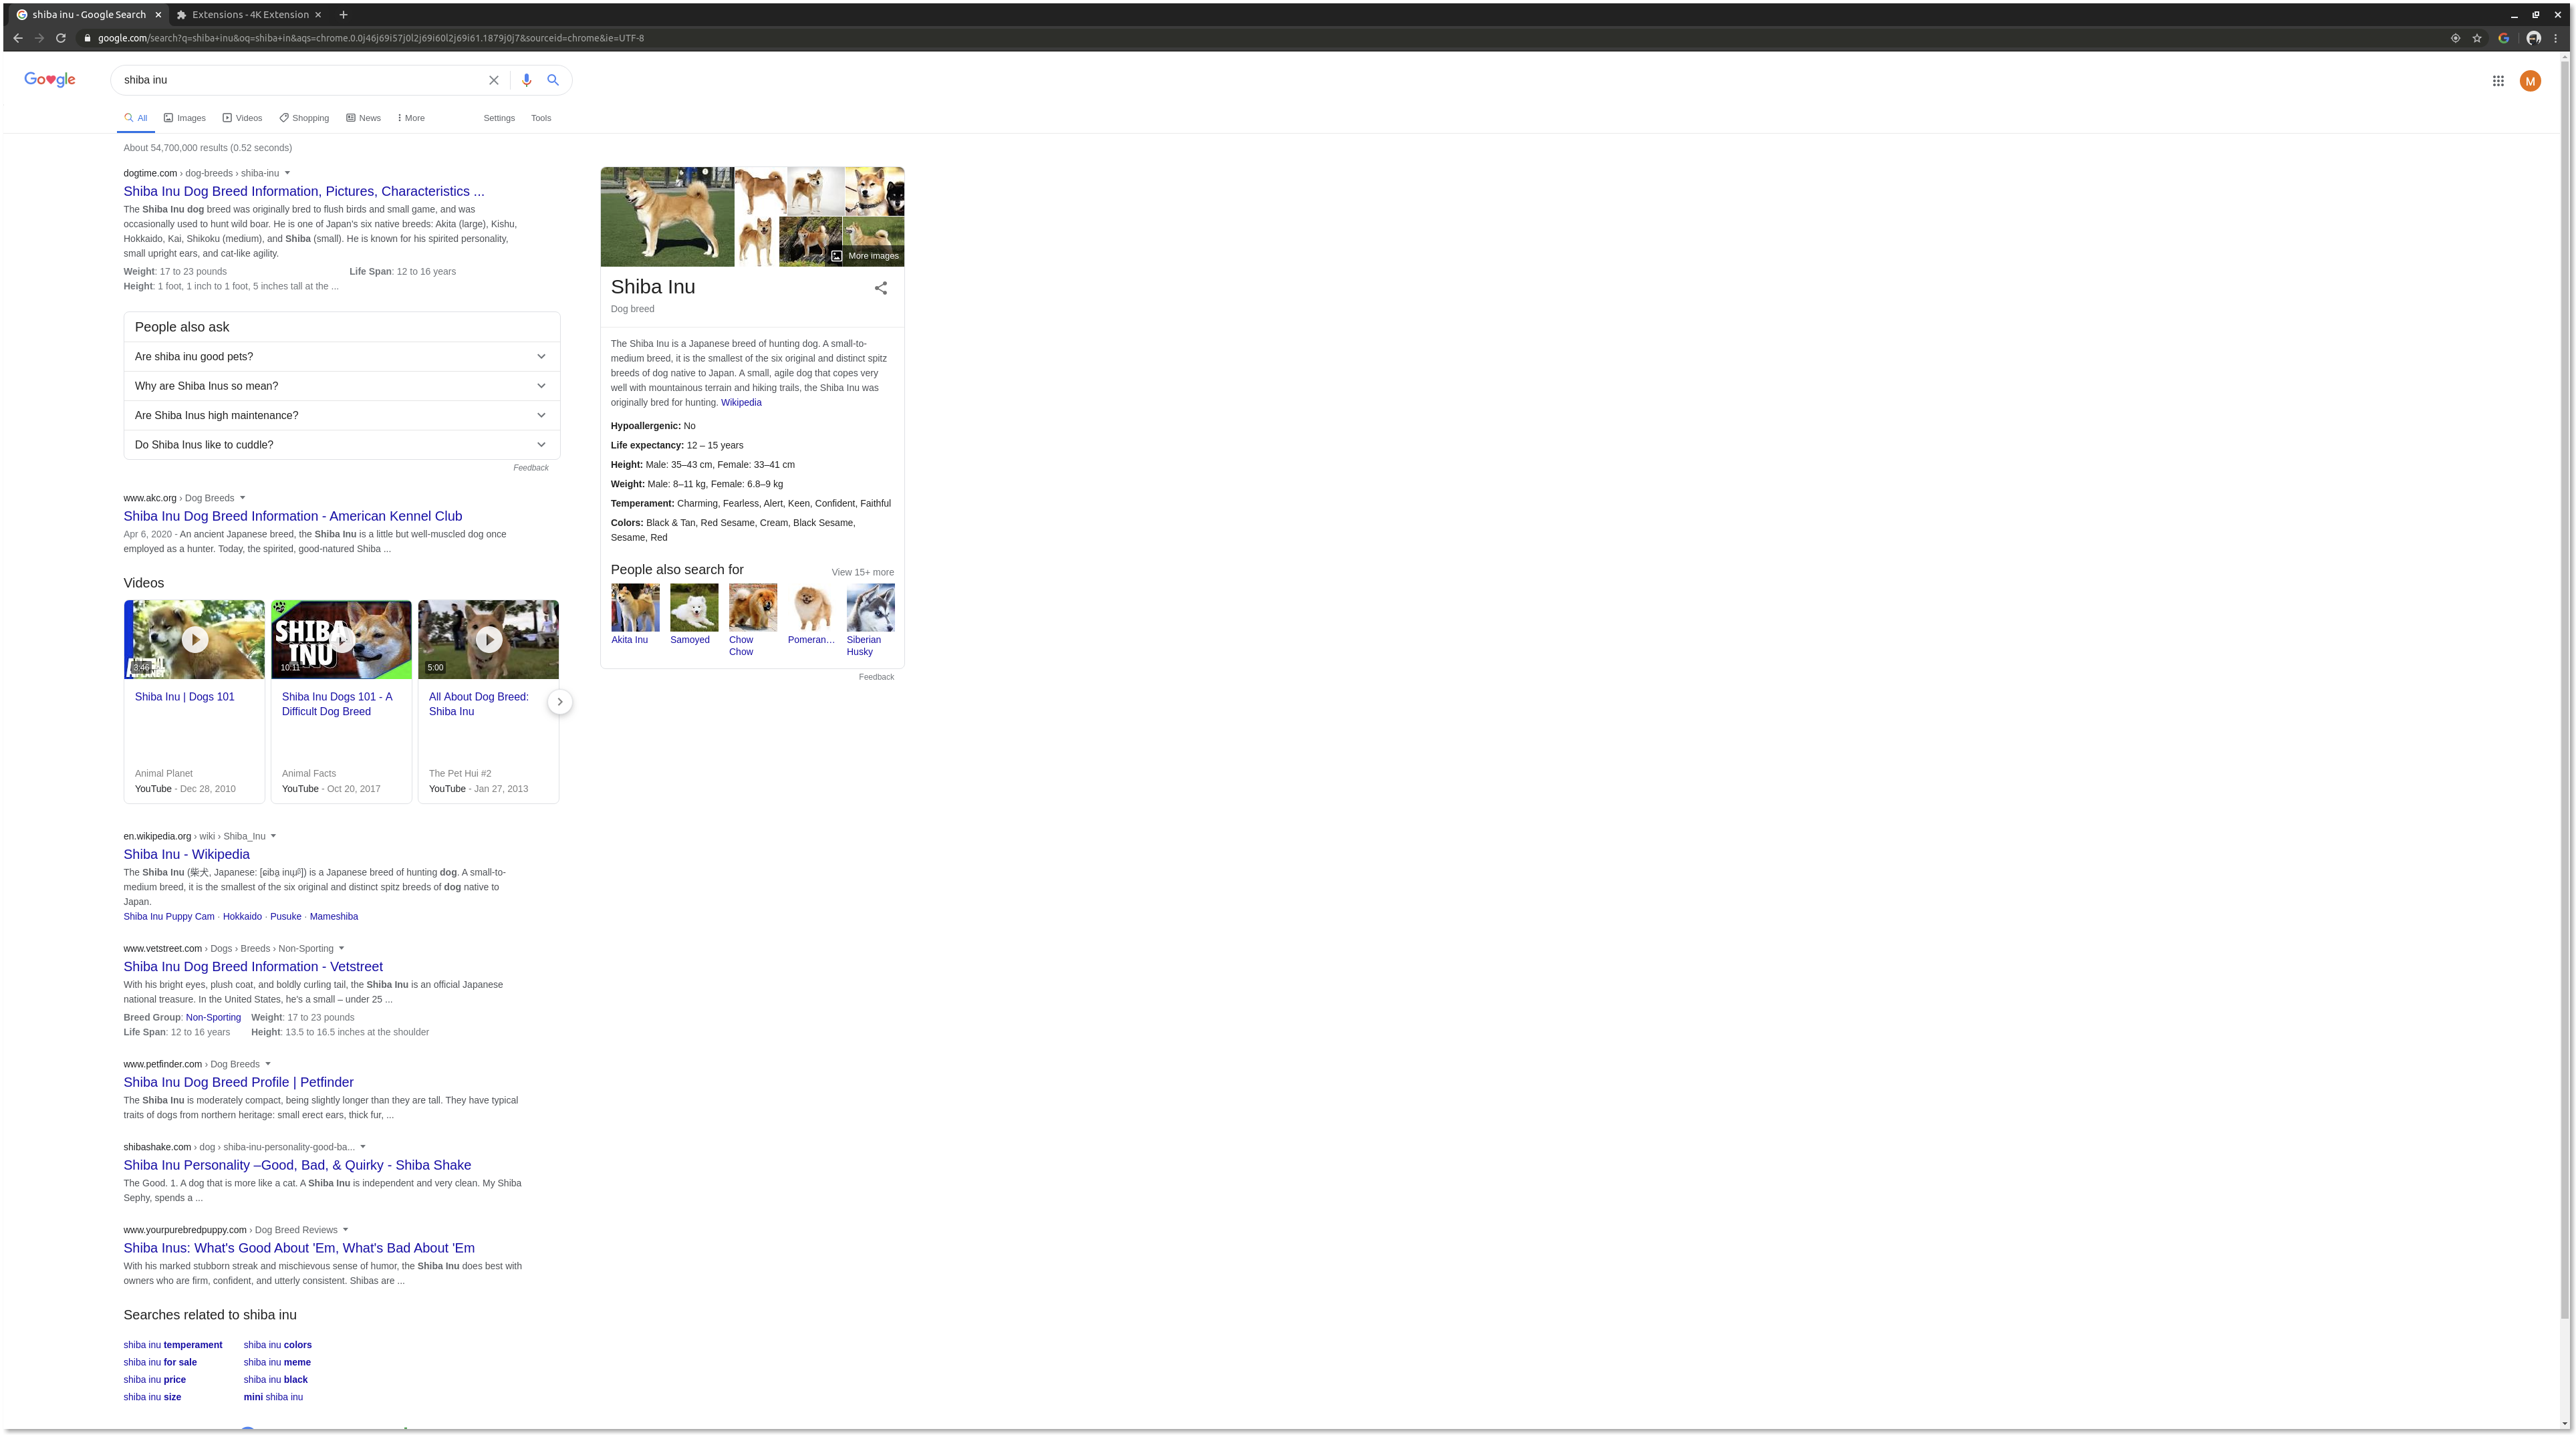 shiba inu - Google Search
Extensions - 4K Extension
google.com/search?q=shiba+inu&oq=shiba+in&aqs=chrome.0.0j46j69i57j0l2j69i60l2j69i61.1879j0j7&sourceid=chrome&ie=UTF-8
shiba inu
M
All Images Videos Shopping News More Settings Tools
About 54,700,000 results (0.52 seconds)
dogtime.com › dog-breeds › shiba-inu
Shiba Inu Dog Breed Information, Pictures, Characteristics ...
The Shiba Inu dog breed was originally bred to flush birds and small game, and was
occasionally used to hunt wild boar. He is one of Japan's six native breeds: Akita (large), Kishu,
Hokkaido, Kai, Shikoku (medium), and Shiba (small). He is known for his spirited personality,
small upright ears, and cat-like agility.
Weight: 17 to 23 pounds Life Span: 12 to 16 years
Height: 1 foot, 1 inch to 1 foot, 5 inches tall at the ...
People also ask
Are shiba inu good pets?
Why are Shiba Inus so mean?
Are Shiba Inus high maintenance?
Do Shiba Inus like to cuddle?
Feedback
www.akc.org › Dog Breeds
Shiba Inu Dog Breed Information - American Kennel Club
Apr 6, 2020 - An ancient Japanese breed, the Shiba Inu is a little but well-muscled dog once
employed as a hunter. Today, the spirited, good-natured Shiba ...
Videos
3:46
SHIBA
INU
10:11
5:00
Shiba Inu | Dogs 101
Animal Planet
YouTube - Dec 28, 2010
Shiba Inu Dogs 101 - A
Difficult Dog Breed
Animal Facts
YouTube - Oct 20, 2017
All About Dog Breed:
Shiba Inu
The Pet Hui #2
YouTube - Jan 27, 2013
en.wikipedia.org › wiki › Shiba_Inu
Shiba Inu - Wikipedia
The Shiba Inu (柴犬, Japanese: ) is a Japanese breed of hunting dog. A small-to-
medium breed, it is the smallest of the six original and distinct spitz breeds of dog native to
Japan.
Shiba Inu Puppy Cam · Hokkaido · Pusuke · Mameshiba
www.vetstreet.com › Dogs › Breeds › Non-Sporting
Shiba Inu Dog Breed Information - Vetstreet
With his bright eyes, plush coat, and boldly curling tail, the Shiba Inu is an official Japanese
national treasure. In the United States, he's a small – under 25 ...
Breed Group: Non-Sporting Weight: 17 to 23 pounds
Life Span: 12 to 16 years Height: 13.5 to 16.5 inches at the shoulder
www.petfinder.com › Dog Breeds
Shiba Inu Dog Breed Profile | Petfinder
The Shiba Inu is moderately compact, being slightly longer than they are tall. They have typical
traits of dogs from northern heritage: small erect ears, thick fur, ...
shibashake.com › dog › shiba-inu-personality-good-ba...
Shiba Inu Personality –Good, Bad, & Quirky - Shiba Shake
The Good. 1. A dog that is more like a cat. A Shiba Inu is independent and very clean. My Shiba
Sephy, spends a ...
www.yourpurebredpuppy.com › Dog Breed Reviews
Shiba Inus: What's Good About 'Em, What's Bad About 'Em
With his marked stubborn streak and mischievous sense of humor, the Shiba Inu does best with
owners who are firm, confident, and utterly consistent. Shibas are ...
Searches related to shiba inu
shiba inu temperament shiba inu colors
shiba inu for sale shiba inu meme
shiba inu price shiba inu black
shiba inu size mini shiba inu
More images
Shiba Inu
Dog breed
The Shiba Inu is a Japanese breed of hunting dog. A small-to-
medium breed, it is the smallest of the six original and distinct spitz
breeds of dog native to Japan. A small, agile dog that copes very
well with mountainous terrain and hiking trails, the Shiba Inu was
originally bred for hunting. Wikipedia
Hypoallergenic: No
Life expectancy: 12 – 15 years
Height: Male: 35–43 cm, Female: 33–41 cm
Weight: Male: 8–11 kg, Female: 6.8–9 kg
Temperament: Charming, Fearless, Alert, Keen, Confident, Faithful
Colors: Black & Tan, Red Sesame, Cream, Black Sesame,
Sesame, Red
People also search for View 15+ more
Akita Inu Samoyed Chow Pomeran... Siberian
Chow Husky
Feedback